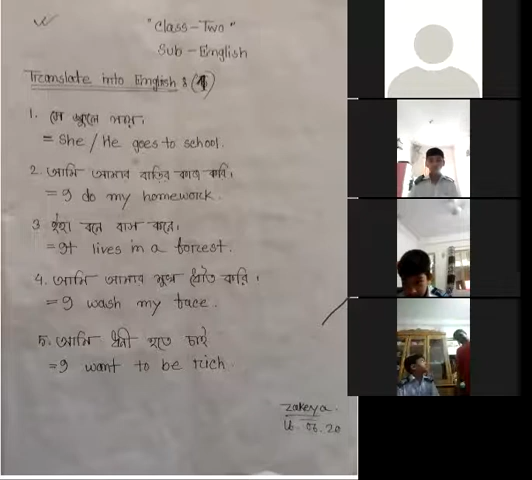 "Class-Two"
Sub-English
Translate into English :
1. সে স্কুলে যায়।
= She / He goes to school.
2. আমি আমার বাড়ির কাজ করি।
= I do my homework.
3. ইহা বনে বাস করে।
= It lives in a forest.
4. আমি আমার মুখ ধৌত করি।
= I wash my face.
৫. আমি ধনী হতে চাই
= I want to be rich.
Zakeya.